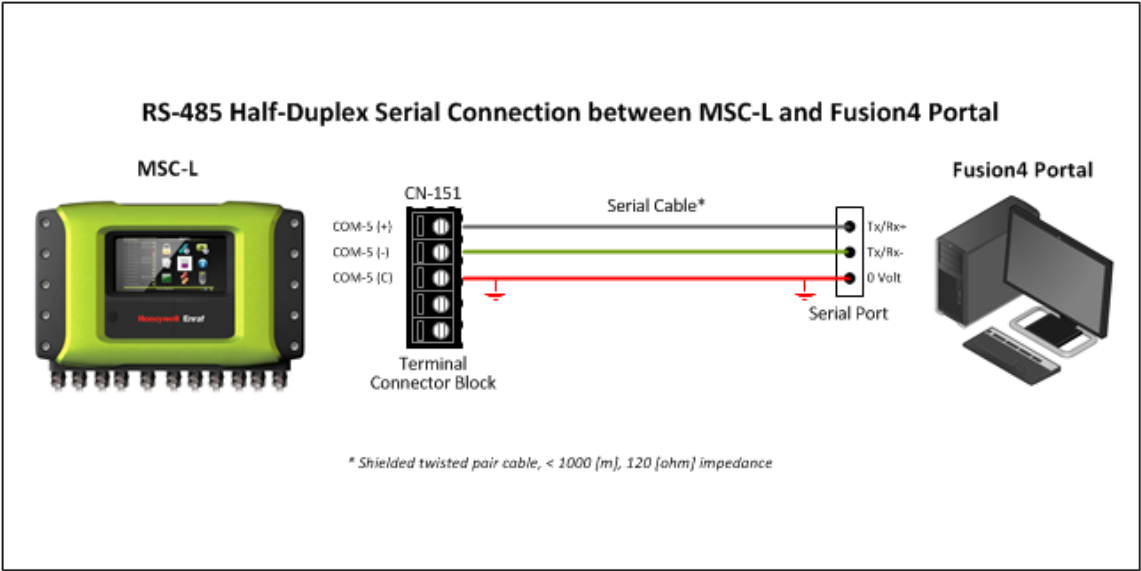 RS-485 Half-Duplex Serial Connection between MSC-L and Fusion4 Portal
MSC-L
Fusion4 Portal
CN-151
Serial Cable*
COM-5 (+)
Tx/Rx+
COM-5 (-)
Tx/Rx-
COM-5 (C)
0 Volt
Honeywell Enraf
Serial Port
Terminal
Connector Block
* Shielded twisted pair cable, < 1000 [m], 120 [ohm] impedance